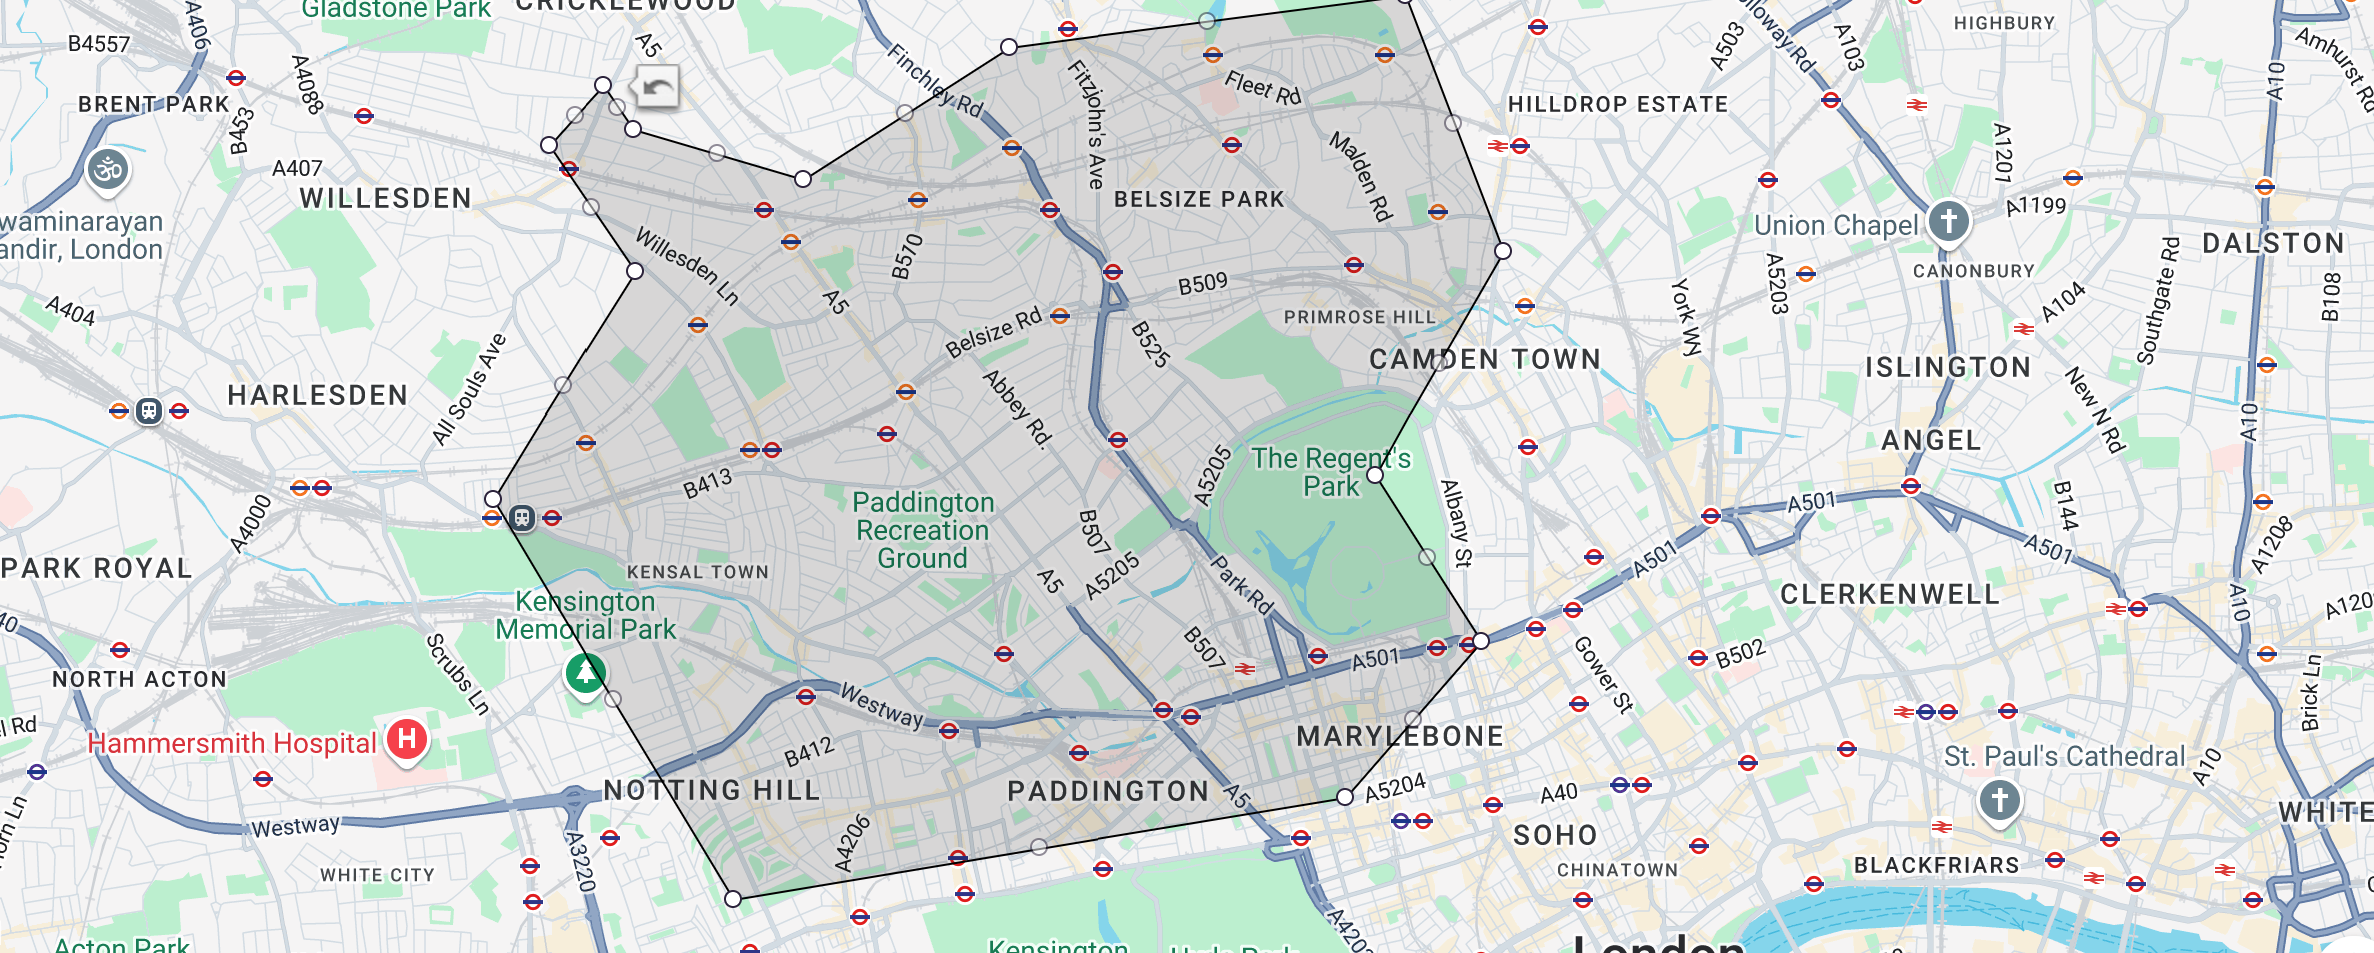 Gladstone Park
CRICKLEWOOD
A406
B4557
A5
A4088
BRENT PARK
B453
A407
WILLESDEN
waminarayan
andir, London
A404
HARLESDEN
All Souls Ave
A4000
PARK ROYAL
40
NORTH ACTON
Scrubs Ln
el Rd
Hammersmith Hospital
H
Westway
WHITE CITY
A3220
Acton Park
Finchley Rd
Fitzjohn's Ave
Fleet Rd
Malden Rd
BELSIZE PARK
Willesden Ln
B570
A5
B509
Belsize Rd
B525
PRIMROSE HILL
CAMDEN TOWN
Abbey Rd.
B413
A5205
The Regent's
Park
Albany St
Paddington
Recreation
Ground
B507
A5205
A5
Park Rd
KENSAL TOWN
Kensington
Memorial Park
B507
A501
Westway
B412
NOTTING HILL
MARYLEBONE
PADDINGTON
A5
A5204
A4206
Kensington
Hyde Park
A4202
olloway Rd
A503
A103
HIGHBURY
HILLDROP ESTATE
Amhurst Rd
A10
A1201
A1199
Union Chapel
CANONBURY
DALSTON
Southgate Rd
A5203
York Wy
A104
B108
ISLINGTON
New N Rd
ANGEL
A10
A501
B144
A501
A501
A1208
CLERKENWELL
A10
A120
Gower St
B502
Brick Ln
St. Paul's Cathedral
A10
A40
SOHO
CHINATOWN
BLACKFRIARS
WHITE
London